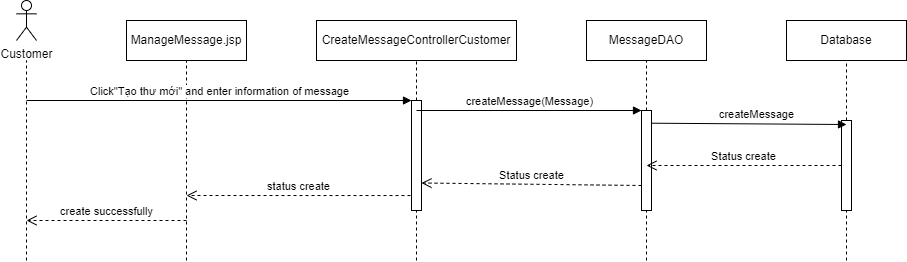 Customer
ManageMessage.jsp
CreateMessageControllerCustomer
MessageDAO
Database
Click"Tạo thư mới" and enter information of message
createMessage(Message)
createMessage
Status create
Status create
status create
create successfully